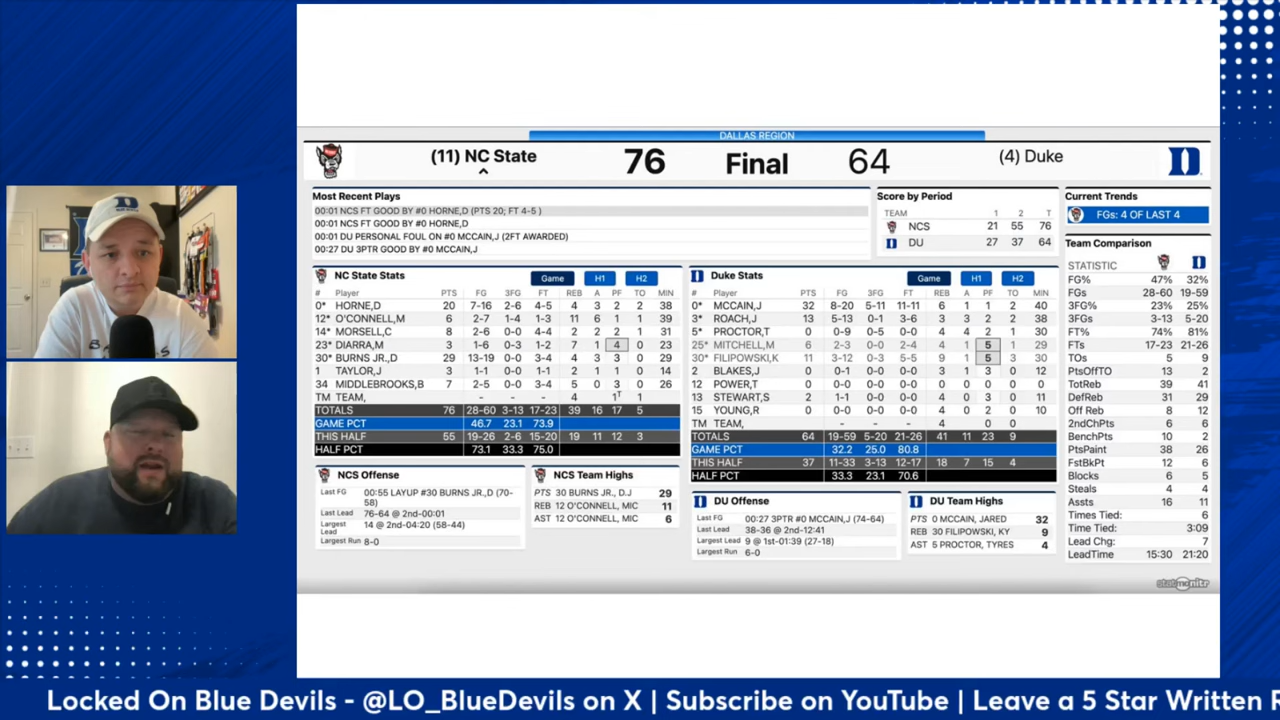 DALLAS REGION
(11) NC State 76 Final 64 (4) Duke
Most Recent Plays
00:01 NCS FT GOOD BY #0 HORNE,D (PTS 20; FT 4-5 )
00:01 NCS FT GOOD BY #0 HORNE,D
00:01 DU PERSONAL FOUL ON #0 MCCAIN,J (2FT AWARDED)
00:27 DU 3PTR GOOD BY #0 MCCAIN,J
Score by Period
TEAM 1 2 T
NCS 21 55 76
DU 27 37 64
Current Trends
FGs: 4 OF LAST 4
NC State Stats Game H1 H2
# Player PTS FG 3FG FT REB A PF TO MIN
0* HORNE,D 20 7-16 2-6 4-5 4 3 2 2 38
12* O'CONNELL,M 6 2-7 1-4 1-3 11 6 1 1 39
14* MORSELL,C 8 2-6 0-0 4-4 2 2 2 1 31
23* DIARRA,M 3 1-6 0-3 1-2 7 1 4 0 23
30* BURNS JR.,D 29 13-19 0-0 3-4 4 3 3 0 29
1 TAYLOR,J 3 1-1 0-0 1-1 2 1 1 0 14
34 MIDDLEBROOKS,B 7 2-5 0-0 3-4 5 0 3 0 26
TM TEAM, - - - 4 1T 1
TOTALS 76 28-60 3-13 17-23 39 16 17 5
GAME PCT 46.7 23.1 73.9
THIS HALF 55 19-26 2-6 15-20 19 11 12 3
HALF PCT 73.1 33.3 75.0
Duke Stats Game H1 H2
# Player PTS FG 3FG FT REB A PF TO MIN
0* MCCAIN,J 32 8-20 5-11 11-11 6 1 1 2 40
3* ROACH,J 13 5-13 0-1 3-6 3 3 2 2 38
5* PROCTOR,T 0 0-9 0-5 0-0 4 4 2 1 30
25* MITCHELL,M 6 2-3 0-0 2-4 4 1 5 1 29
30* FILIPOWSKI,K 11 3-12 0-3 5-5 9 1 5 3 30
2 BLAKES,J 0 0-1 0-0 0-0 3 1 3 0 12
12 POWER,T 0 0-0 0-0 0-0 0 0 0 0 0
13 STEWART,S 2 1-1 0-0 0-0 4 0 3 0 11
15 YOUNG,R 0 0-0 0-0 0-0 4 0 2 0 10
TM TEAM, - - - 4 0 0
TOTALS 64 19-59 5-20 21-26 41 11 23 9
GAME PCT 32.2 25.0 80.8
THIS HALF 37 11-33 3-13 12-17 18 7 15 4
HALF PCT 33.3 23.1 70.6
Team Comparison
STATISTIC
FG% 47% 32%
FGs 28-60 19-59
3FG% 23% 25%
3FGs 3-13 5-20
FT% 74% 81%
FTs 17-23 21-26
TOs 5 9
PtsOffTO 13 2
TotReb 39 41
DefReb 31 29
Off Reb 8 12
2ndChPts 6 6
BenchPts 10 2
PtsPaint 38 26
FstBkPt 12 6
Blocks 6 5
Steals 4 4
Assts 16 11
Times Tied: 6
Time Tied: 3:09
Lead Chg: 7
LeadTime 15:30 21:20
NCS Offense
Last FG 00:55 LAYUP #30 BURNS JR.,D (70-
58)
Last Lead 76-64 @ 2nd-00:01
Largest 14 @ 2nd-04:20 (58-44)
Lead
Largest Run 8-0
NCS Team Highs
PTS 30 BURNS JR., D.J 29
REB 12 O'CONNELL, MIC 11
AST 12 O'CONNELL, MIC 6
DU Offense
Last FG 00:27 3PTR #0 MCCAIN,J (74-64)
Last Lead 38-36 @ 2nd-12:41
Largest Lead 9 @ 1st-01:39 (27-18)
Largest Run 6-0
DU Team Highs
PTS 0 MCCAIN, JARED 32
REB 30 FILIPOWSKI, KY 9
AST 5 PROCTOR, TYRES 4
statmonitr
Locked On Blue Devils - @LO_BlueDevils on X | Subscribe on YouTube | Leave a 5 Star Written